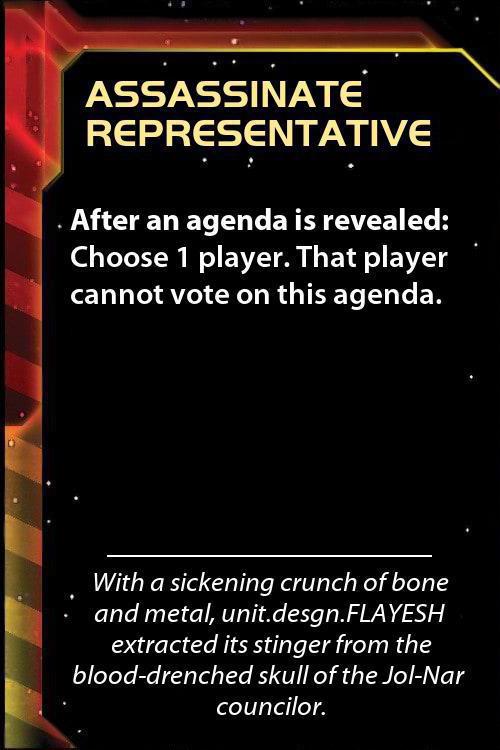 ASSASSINATE
REPRESENTATIVE
After an agenda is revealed:
Choose 1 player. That player
cannot vote on this agenda.
With a sickening crunch of bone
and metal, unit.desgn.FLAYESH
extracted its stinger from the
blood-drenched skull of the Jol-Nar
councilor.